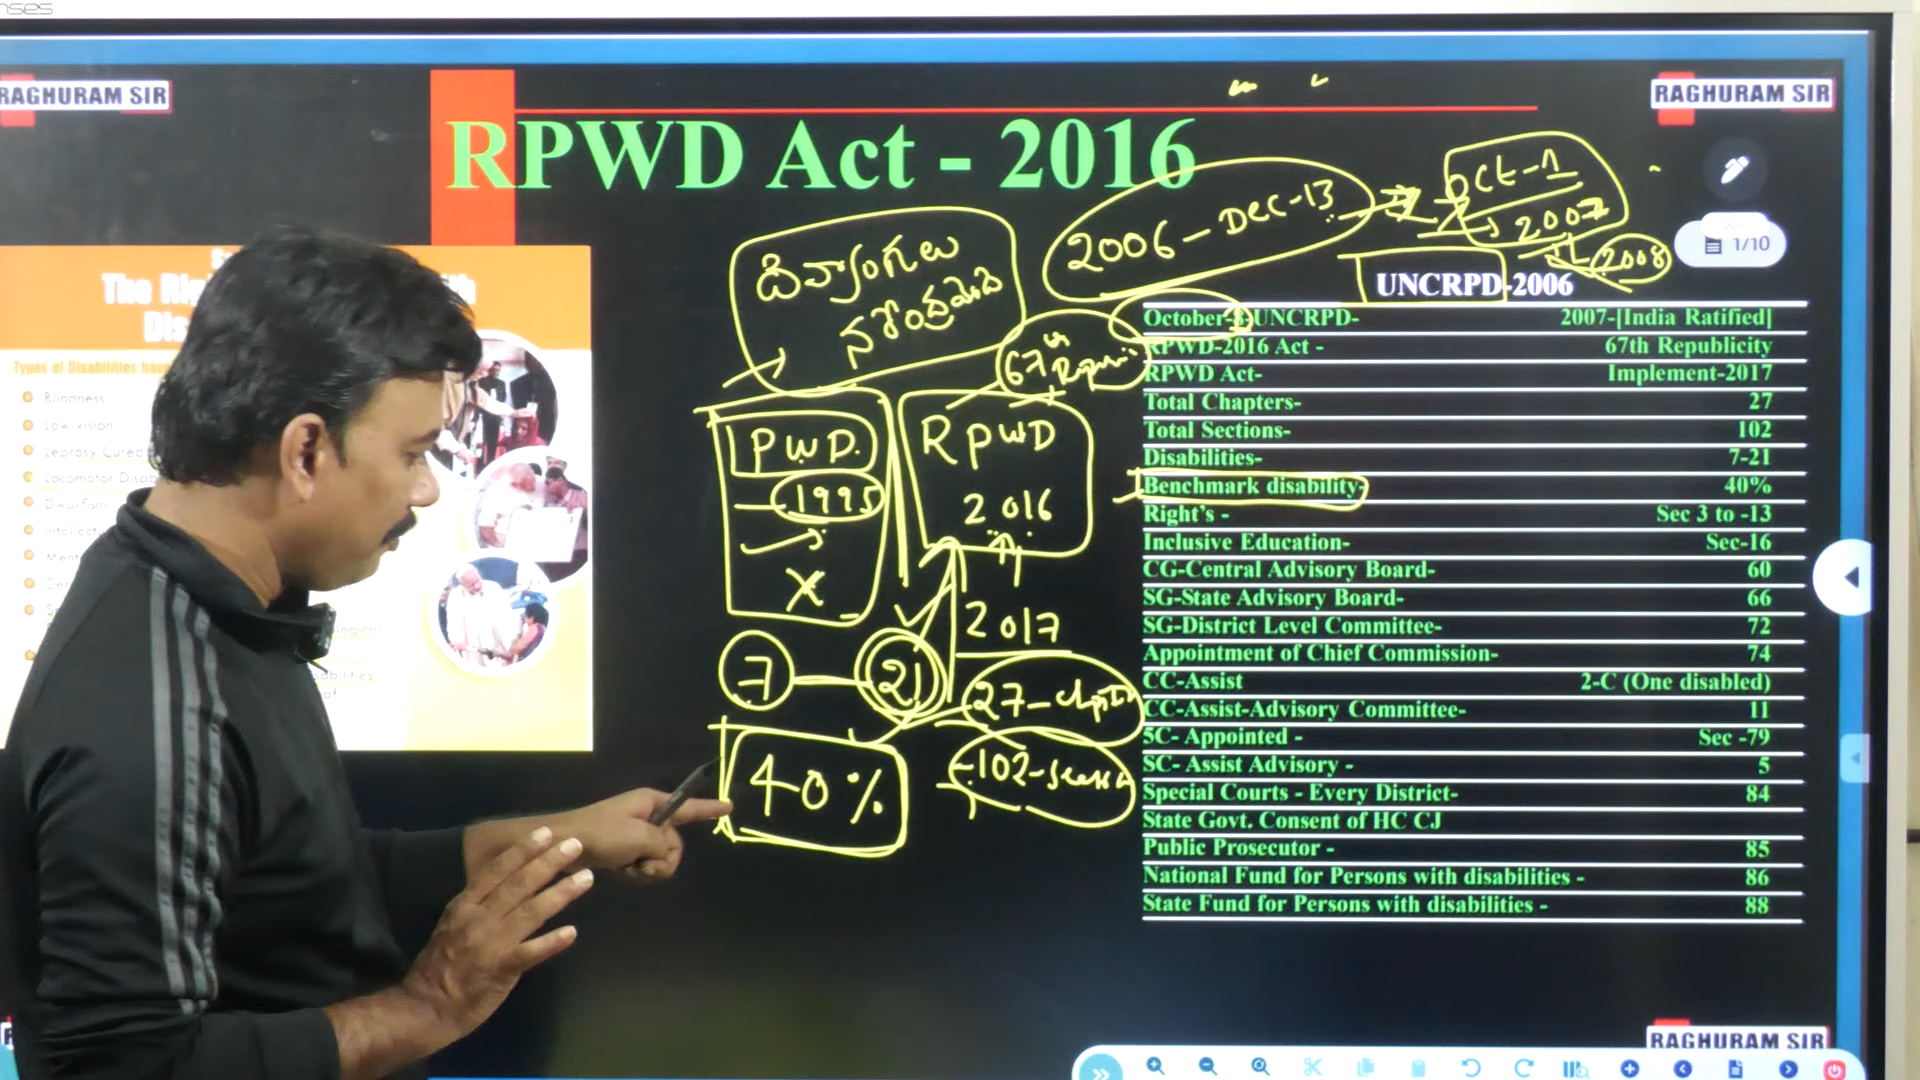 RAGHURAM SIR
RAGHURAM SIR
RPWD Act - 2016
2006 - Dec - 13
Oct - 1
2007
2008
1/10
దివ్యాంగులు
నరేంద్రమోది
UNCRPD-2006
October-3-UNCRPD- 2007-[India Ratified]
RPWD-2016 Act - 67th Republicity
RPWD Act- Implement-2017
Total Chapters- 27
Total Sections- 102
Disabilities- 7-21
Benchmark disability- 40%
Right's - Sec 3 to -13
Inclusive Education- Sec-16
CG-Central Advisory Board- 60
SG-State Advisory Board- 66
SG-District Level Committee- 72
Appointment of Chief Commission- 74
CC-Assist 2-C (One disabled)
CC-Assist-Advisory Committee- 11
5C- Appointed - Sec -79
SC- Assist Advisory - 5
Special Courts - Every District- 84
State Govt. Consent of HC CJ
Public Prosecutor - 85
National Fund for Persons with disabilities - 86
State Fund for Persons with disabilities - 88
67th
PWD.
1995
X
RPWD
2016
2017
7
21
27 -
102 -
40%
The
Types of Disabilities
Blindness
Low-vision
Leprosy Cured
Locomotor
Dwarfism
RAGHURAM SIR